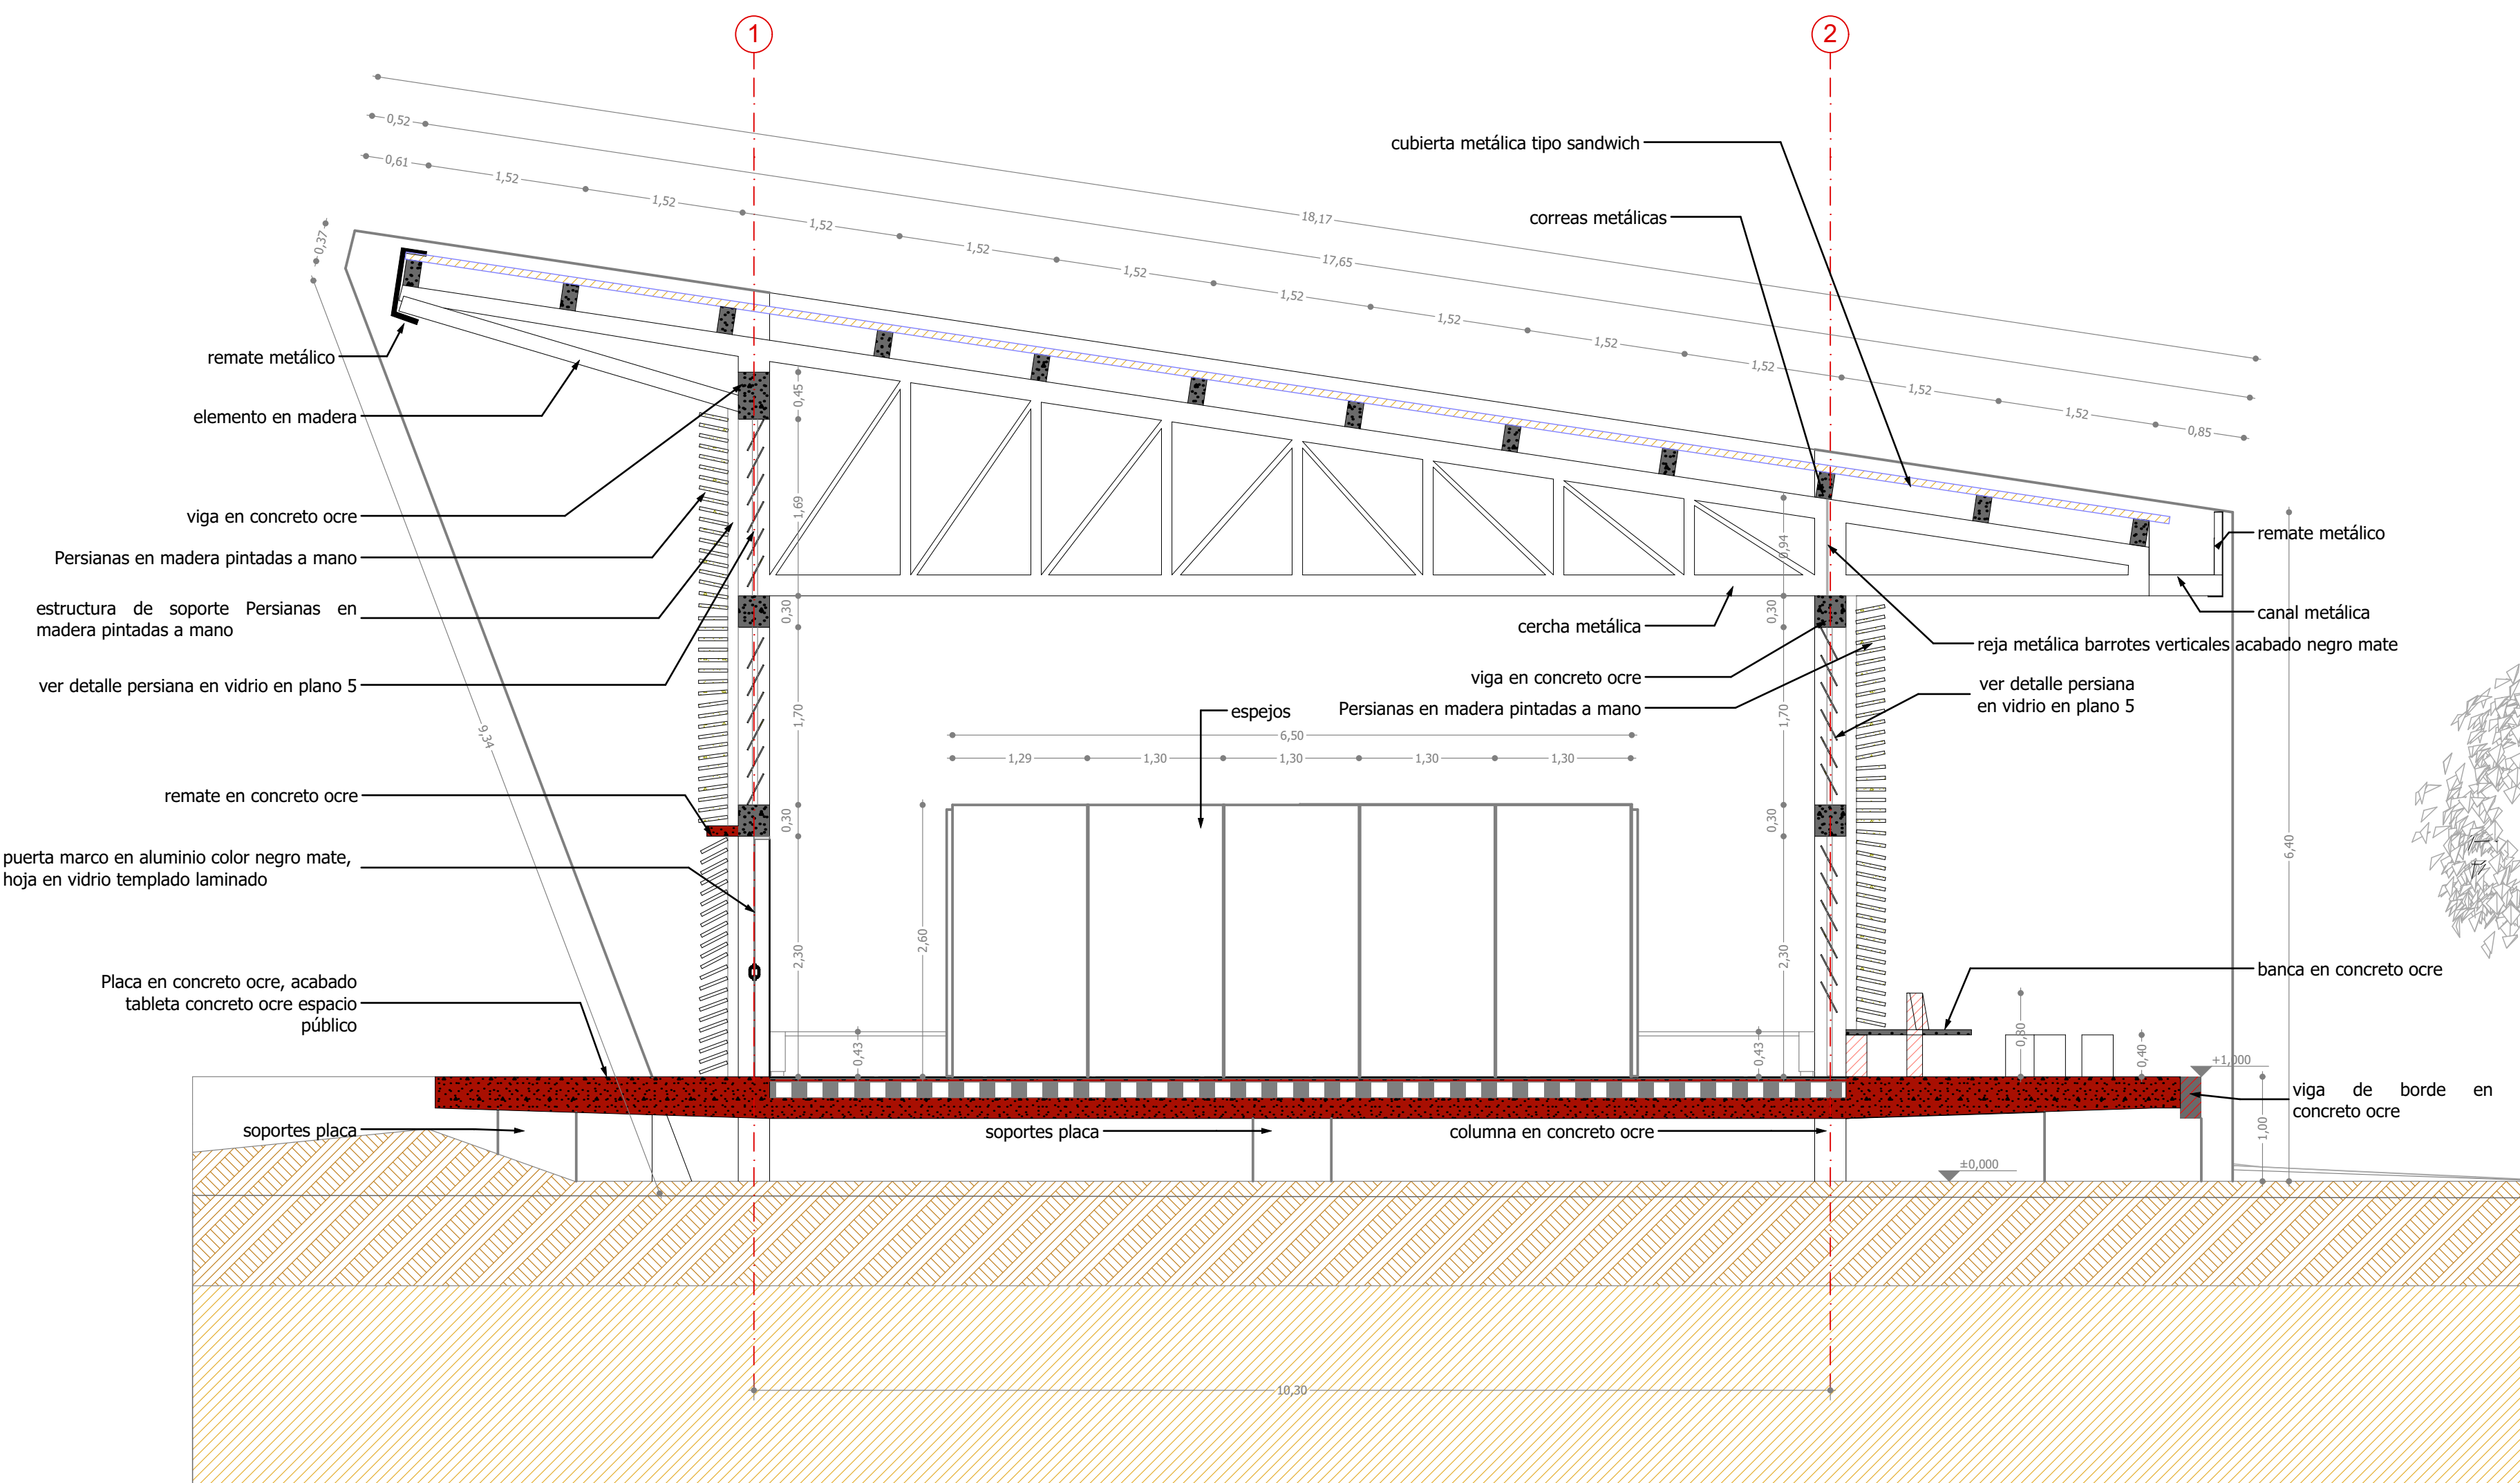 1
2
18,17
0,52
17,65
0,61
1,52
1,52
1,52
1,52
1,52
1,52
1,52
1,52
1,52
1,52
1,52
0,85
0,37
9,34
cubierta metálica tipo sandwich
correas metálicas
remate metálico
elemento en madera
viga en concreto ocre
Persianas en madera pintadas a mano
estructura de soporte Persianas en
madera pintadas a mano
ver detalle persiana en vidrio en plano 5
remate en concreto ocre
puerta marco en aluminio color negro mate,
hoja en vidrio templado laminado
Placa en concreto ocre, acabado
tableta concreto ocre espacio
público
soportes placa
0,45
1,69
0,30
1,70
0,30
2,30
0,43
2,60
espejos
6,50
1,29
1,30
1,30
1,30
1,30
cercha metálica
viga en concreto ocre
Persianas en madera pintadas a mano
0,94
0,30
1,70
0,30
2,30
0,43
remate metálico
canal metálica
reja metálica barrotes verticales acabado negro mate
ver detalle persiana
en vidrio en plano 5
6,40
banca en concreto ocre
0,80
0,40
+1,000
viga de borde en
concreto ocre
1,00
soportes placa
columna en concreto ocre
±0,000
10,30